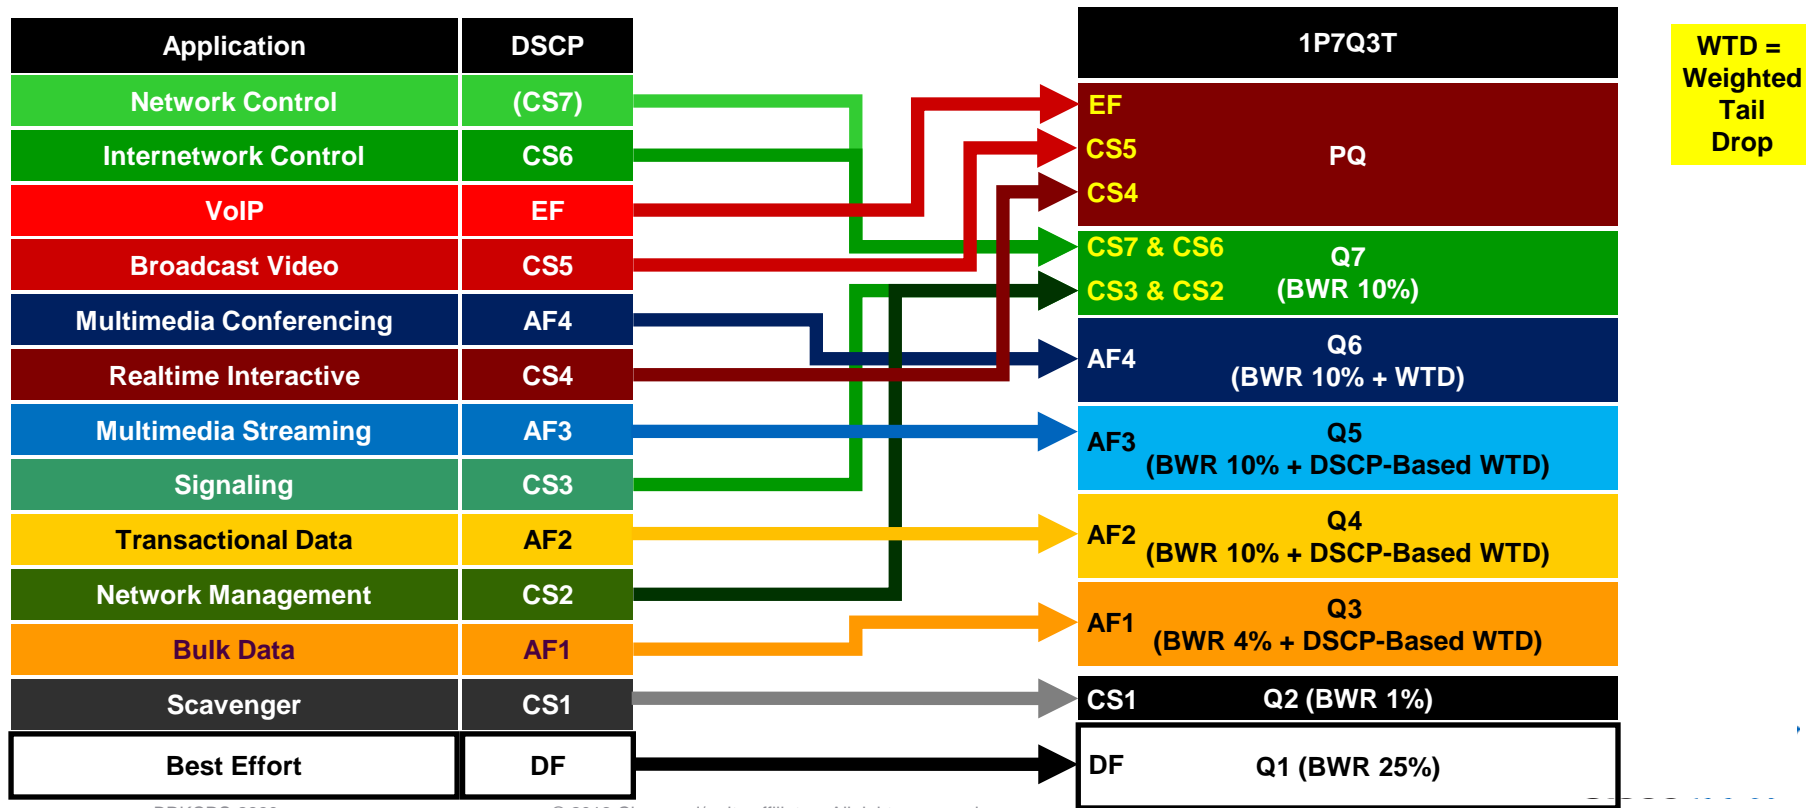 Application DSCP
Network Control (CS7)
Internetwork Control CS6
VoIP EF
Broadcast Video CS5
Multimedia Conferencing AF4
Realtime Interactive CS4
Multimedia Streaming AF3
Signaling CS3
Transactional Data AF2
Network Management CS2
Bulk Data AF1
Scavenger CS1
Best Effort DF
1P7Q3T
EF
CS5
PQ
CS4
CS7 & CS6
Q7
CS3 & CS2
(BWR 10%)
AF4
Q6
(BWR 10% + WTD)
AF3
Q5
(BWR 10% + DSCP-Based WTD)
AF2
Q4
(BWR 10% + DSCP-Based WTD)
AF1
Q3
(BWR 4% + DSCP-Based WTD)
CS1 Q2 (BWR 1%)
DF Q1 (BWR 25%)
WTD =
Weighted
Tail
Drop